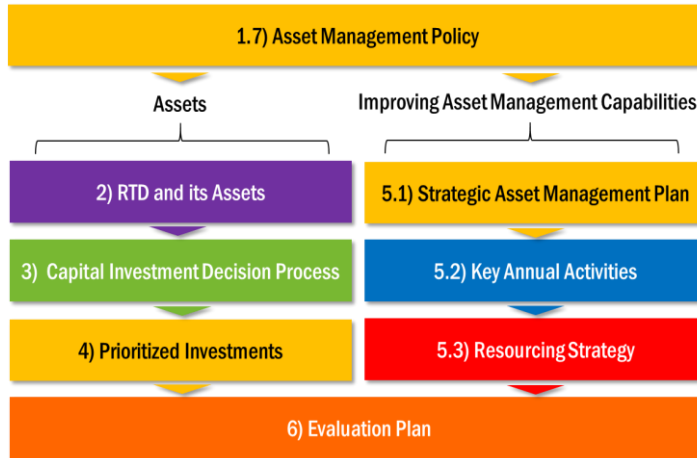 1.7) Asset Management Policy
Assets
Improving Asset Management Capabilities
2) RTD and its Assets
5.1) Strategic Asset Management Plan
3) Capital Investment Decision Process
5.2) Key Annual Activities
4) Prioritized Investments
5.3) Resourcing Strategy
6) Evaluation Plan